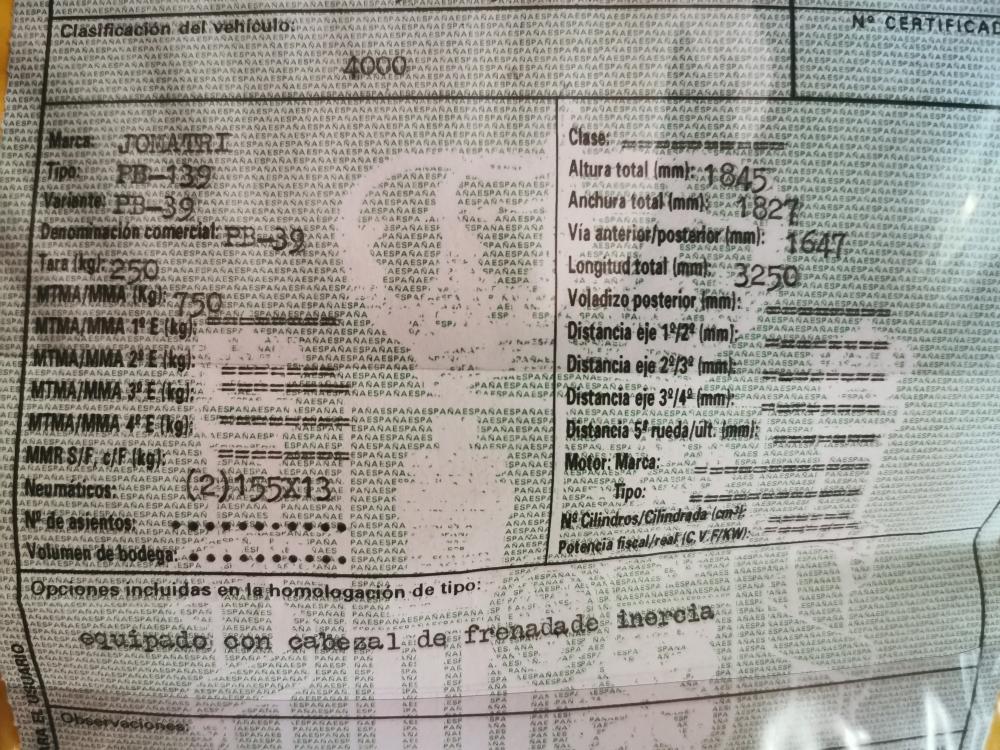 Clasificación del vehículo:
Nº CERTIFICAD
4000
Marca: JOMATRI
Tipo: PB-139
Variante: PB-39
Denominación comercial: PB-39
Tara (kg): 250
MTMA/MMA (Kg): 750
MTMA/MMA 1º E (kg): ==========
MTMA/MMA 2º E (kg): ==========
MTMA/MMA 3ª E (kg): ==========
MTMA/MMA 4º E (kg): ==========
MMR S/F, c/F (kg): ==========
Neumáticos: (2)155X13
Nº de asientos: ..........
Volumen de bodega: ..........
Clase: ==========
Altura total (mm): 1845
Anchura total (mm): 1827
Vía anterior/posterior (mm): 1647
Longitud total (mm): 3250
Voladizo posterior (mm): ==========
Distancia eje 1º/2º (mm): ==========
Distancia eje 2º/3º (mm): ==========
Distancia eje 3º/4º (mm): ==========
Distancia 5ª rueda/últ. (mm): ========
Motor: Marca: ==========
Tipo: ==========
Nº Cilindros/Cilindrada (cm³): ========
Potencia fiscal/real (C.V.F/KW): ========
Opciones incluidas en la homologación de tipo:
equipado con cabezal de frenadade inercia
Observaciones:
ARA EL USUARIO